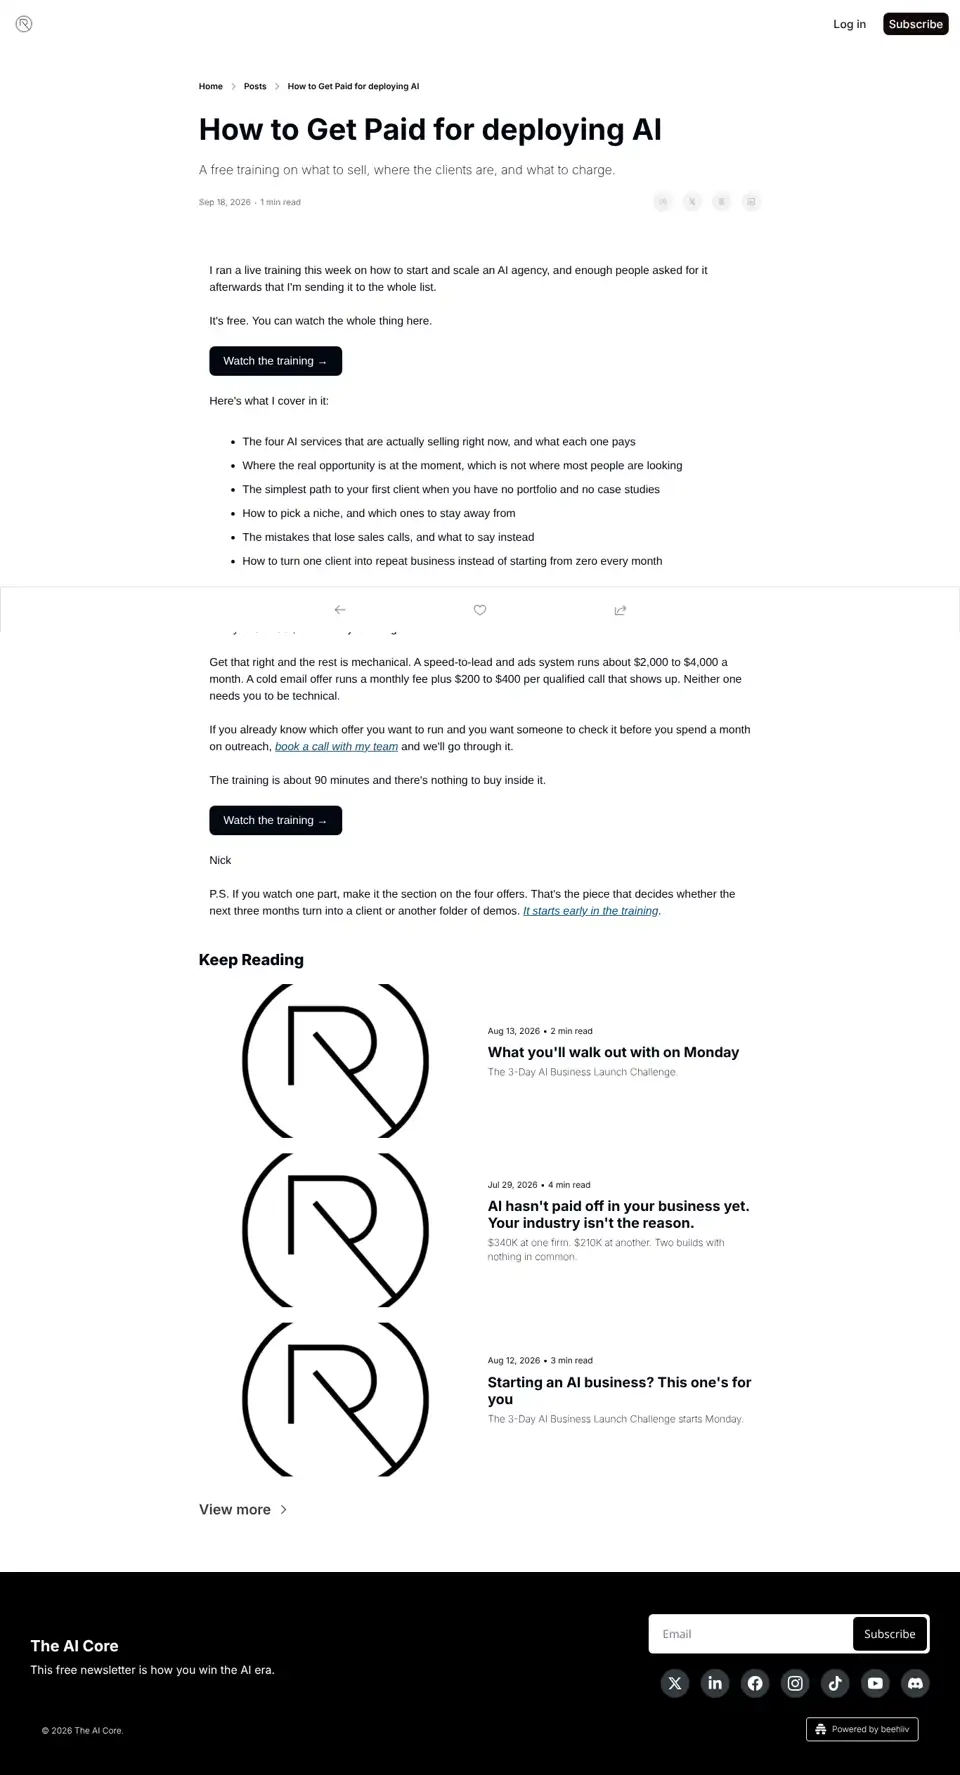 Log in
Subscribe
Home
Posts
How to Get Paid for deploying AI
How to Get Paid for deploying AI
A free training on what to sell, where the clients are, and what to charge.
Sep 18, 2026 • 1 min read
I ran a live training this week on how to start and scale an AI agency, and enough people asked for it
afterwards that I'm sending it to the whole list.
It's free. You can watch the whole thing here.
Watch the training →
Here's what I cover in it:
• The four AI services that are actually selling right now, and what each one pays
• Where the real opportunity is at the moment, which is not where most people are looking
• The simplest path to your first client when you have no portfolio and no case studies
• How to pick a niche, and which ones to stay away from
• The mistakes that lose sales calls, and what to say instead
• How to turn one client into repeat business instead of starting from zero every month
Get that right and the rest is mechanical. A speed-to-lead and ads system runs about $2,000 to $4,000 a
month. A cold email offer runs a monthly fee plus $200 to $400 per qualified call that shows up. Neither one
needs you to be technical.
If you already know which offer you want to run and you want someone to check it before you spend a month
on outreach, book a call with my team and we'll go through it.
The training is about 90 minutes and there's nothing to buy inside it.
Watch the training →
Nick
P.S. If you watch one part, make it the section on the four offers. That's the piece that decides whether the
next three months turn into a client or another folder of demos. It starts early in the training.
Keep Reading
Aug 13, 2026 • 2 min read
What you'll walk out with on Monday
The 3-Day AI Business Launch Challenge.
Jul 29, 2026 • 4 min read
AI hasn't paid off in your business yet.
Your industry isn't the reason.
$340K at one firm. $210K at another. Two builds with
nothing in common.
Aug 12, 2026 • 3 min read
Starting an AI business? This one's for
you
The 3-Day AI Business Launch Challenge starts Monday.
View more
The AI Core
This free newsletter is how you win the AI era.
Email
Subscribe
© 2026 The AI Core.
Powered by beehiiv